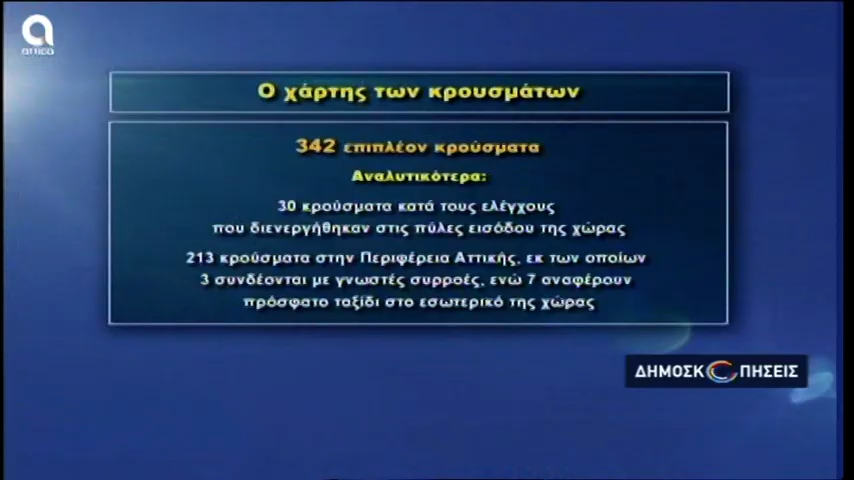 attica
Ο χάρτης των κρουσμάτων
342 επιπλέον κρούσματα
Αναλυτικότερα:
30 κρούσματα κατά τους ελέγχους
που διενεργήθηκαν στις πύλες εισόδου της χώρας
213 κρούσματα στην Περιφέρεια Αττικής, εκ των οποίων
3 συνδέονται με γνωστές συρροές, ενώ 7 αναφέρουν
πρόσφατο ταξίδι στο εσωτερικό της χώρας
ΔΗΜΟΣΚΟΠΗΣΕΙΣ